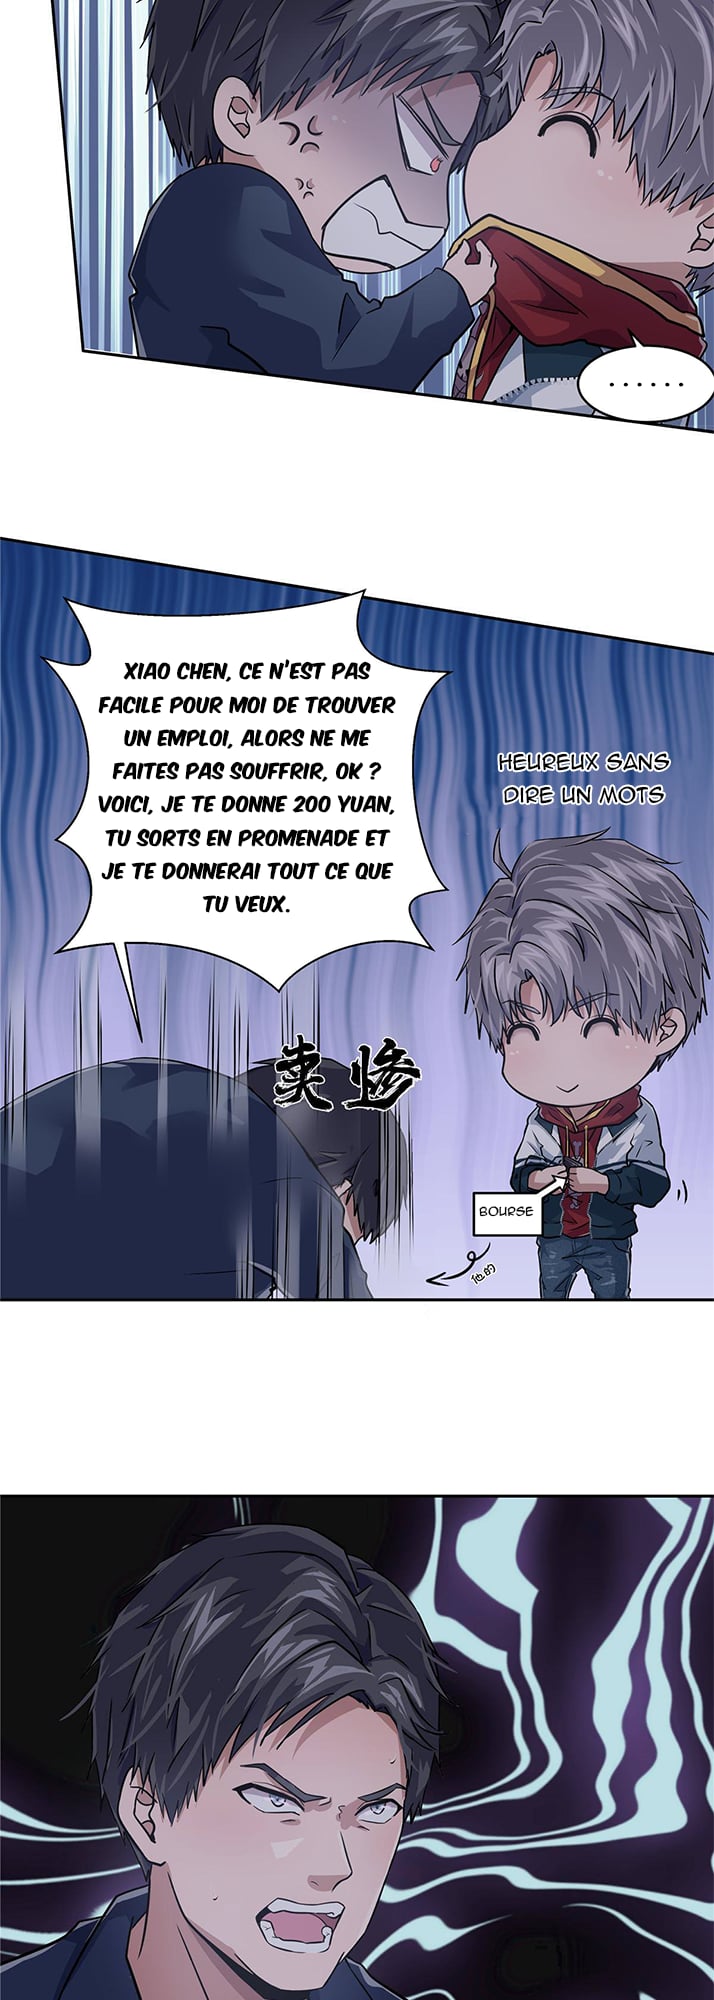 ......
XIAO CHEN, CE N'EST PAS
FACILE POUR MOI DE TROUVER
UN EMPLOI, ALORS NE ME
FAITES PAS SOUFFRIR, OK ?
VOICI, JE TE DONNE 200 YUAN,
TU SORTS EN PROMENADE ET
JE TE DONNERAI TOUT CE QUE
TU VEUX.
HEUREUX SANS
DIRE UN MOTS
卖惨
BOURSE
他的